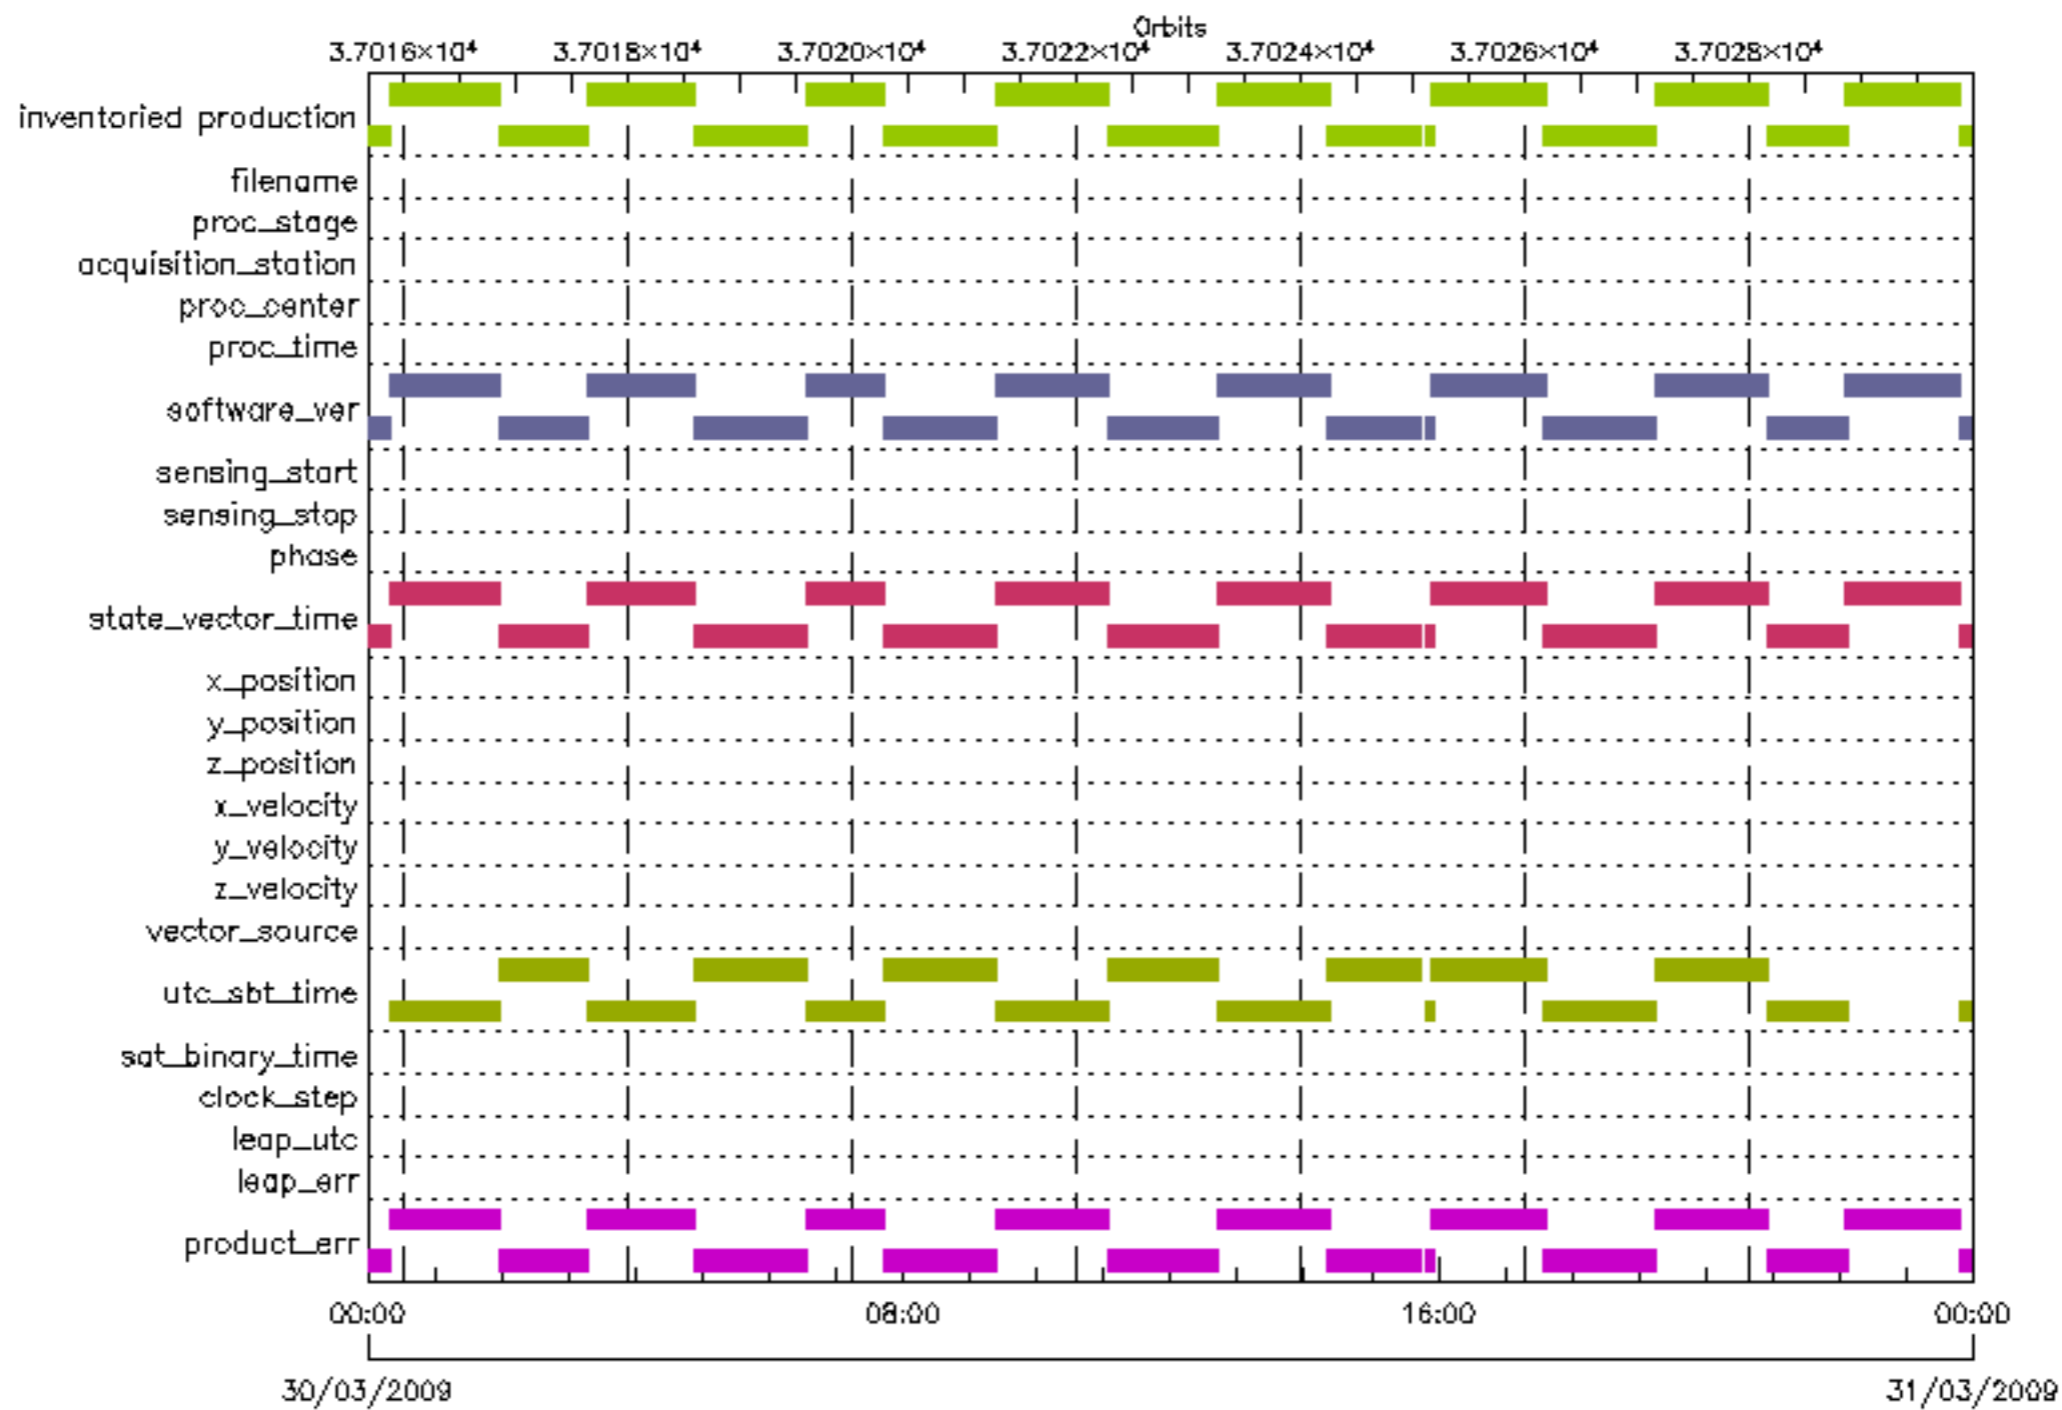 Orbits
3.7016×10⁴ 3.7018×10⁴ 3.7020×10⁴ 3.7022×10⁴ 3.7024×10⁴ 3.7026×10⁴ 3.7028×10⁴
inventoried production
filename
proc_stage
acquisition_station
proc_center
proc_time
software_ver
sensing_start
sensing_stop
phase
state_vector_time
x_position
y_position
z_position
x_velocity
y_velocity
z_velocity
vector_source
utc_sbt_time
sat_binary_time
clock_step
leap_utc
leap_err
product_err
00:00 08:00 16:00 00:00
30/03/2009 31/03/2009